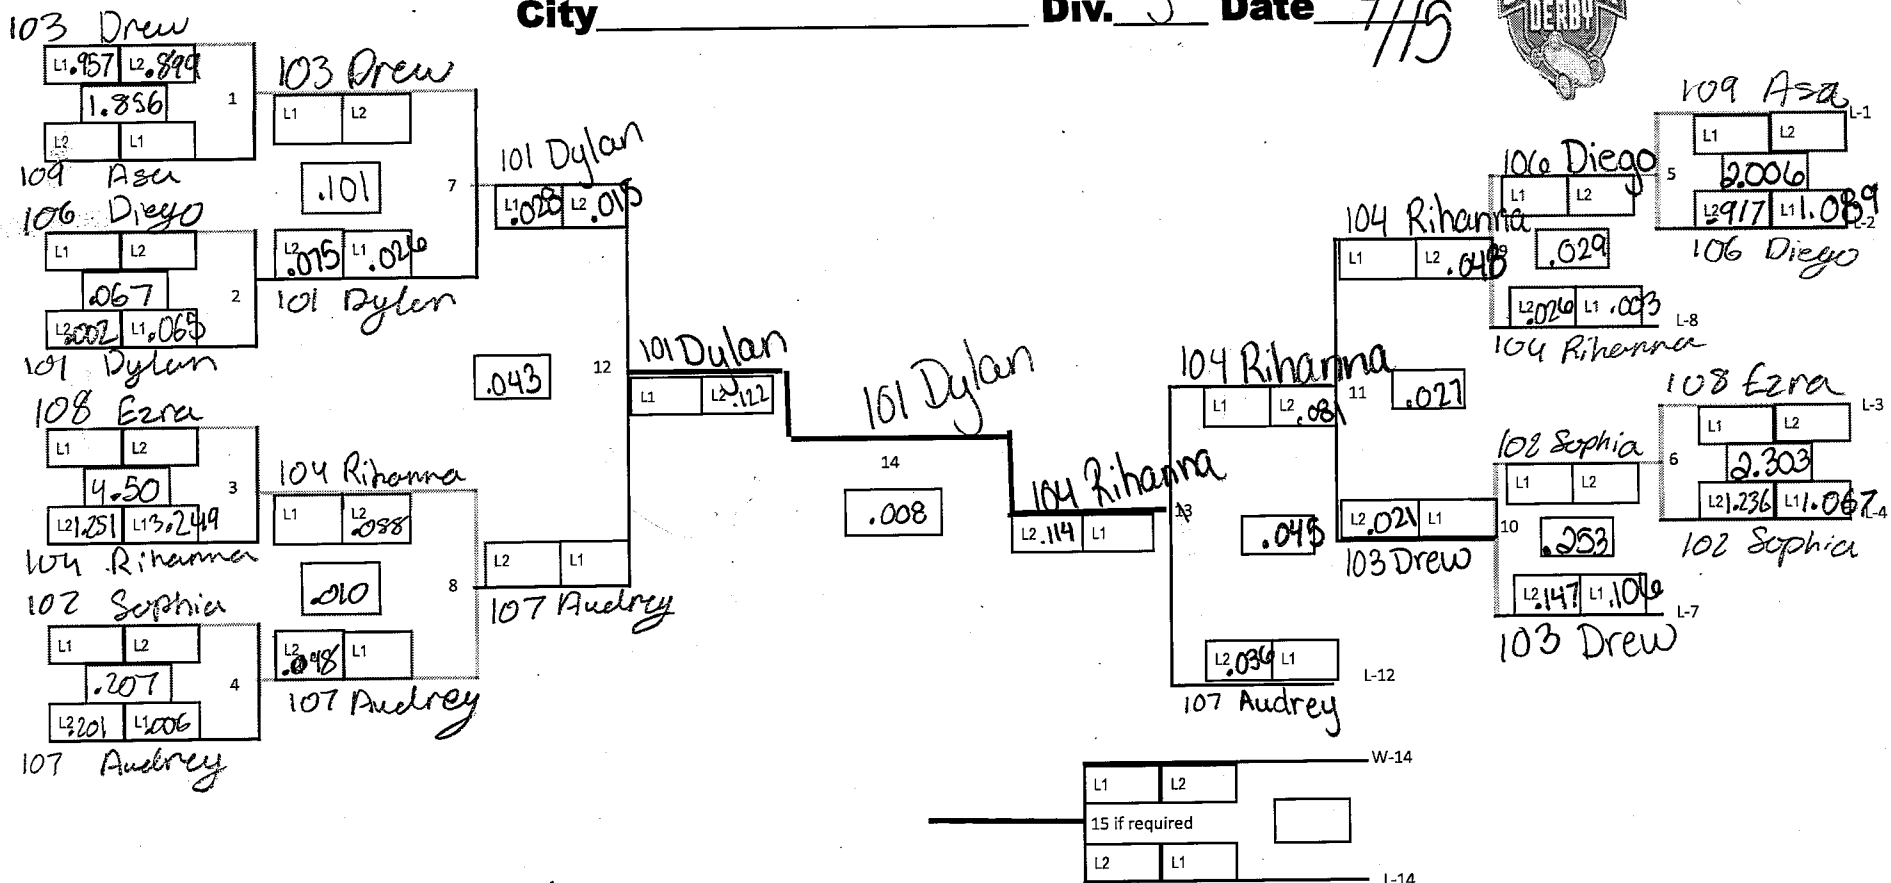 City Div. Date 7/15
DERBY
103 Drew
L1 .957 L2 .899
1.856
1
L2 L1
109 Asa
106 Diego
L1 L2
.067
2
L2 .002 L1 .065
101 Dylan
108 Ezra
L1 L2
4.50
3
L2 1.251 L1 3.249
104 Rihanna
102 Sophia
L1 L2
.207
4
L2 .201 L1 .006
107 Audrey
103 Drew
L1 L2
.101
7
L2 .075 L1 .026
101 Dylan
104 Rihanna
L1 L2 .088
.010
8
L2 .098 L1
107 Audrey
101 Dylan
L1 .028 L2 .015
.043
12
L2 L1
107 Audrey
101 Dylan
L1 L2 .122
101 Dylan
14
.008
104 Rihanna
13
L2 .114 L1
104 Rihanna
L1 L2 .081
.045
L2 .036 L1
L-12
107 Audrey
104 Rihanna
L1 L2 .048
9
11
.027
L2 .021 L1
10
103 Drew
106 Diego
L1 L2
.029
L2 .026 L1 .003
L-8
104 Rihanna
102 Sophia
L1 L2
.253
L2 .147 L1 .106
L-7
103 Drew
109 Asa
L-1
L1 L2
5
2.006
L2 .917 L1 1.089
L-2
106 Diego
108 Ezra
L-3
L1 L2
6
2.303
L2 1.236 L1 1.067
L-4
102 Sophia
W-14
L1 L2
15 if required
L2 L1
L-14